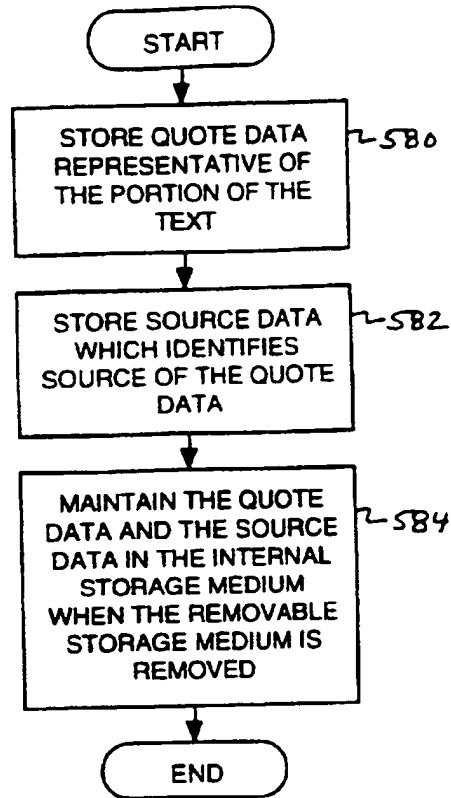 START
STORE QUOTE DATA
REPRESENTATIVE OF
THE PORTION OF THE
TEXT
580
STORE SOURCE DATA
WHICH IDENTIFIES
SOURCE OF THE QUOTE
DATA
582
MAINTAIN THE QUOTE
DATA AND THE SOURCE
DATA IN THE INTERNAL
STORAGE MEDIUM
WHEN THE REMOVABLE
STORAGE MEDIUM IS
REMOVED
584
END